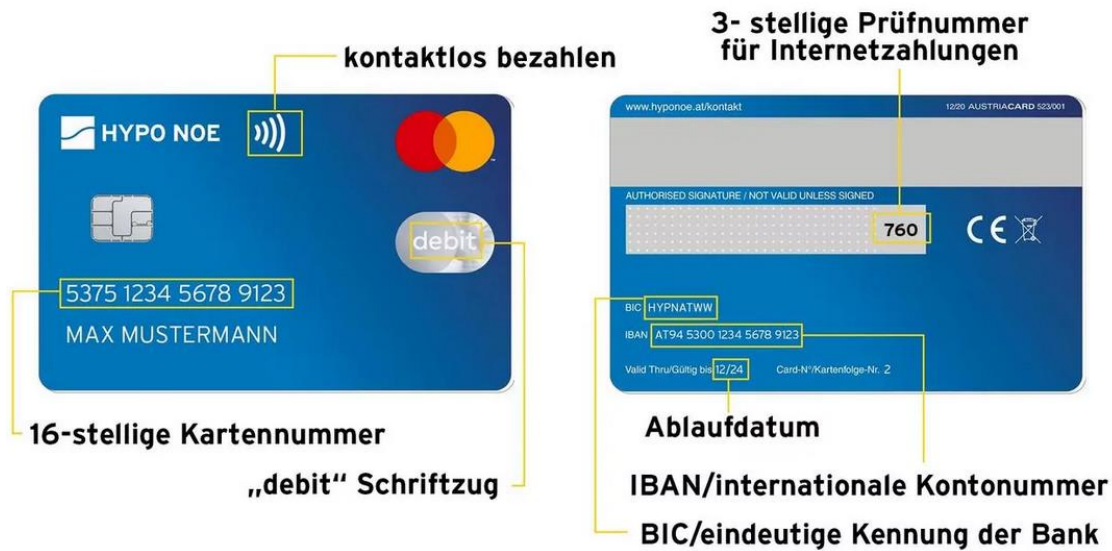 kontaktlos bezahlen
3- stellige Prüfnummer
für Internetzahlungen
HYPO NOE
debit
5375 1234 5678 9123
MAX MUSTERMANN
16-stellige Kartennummer
„debit“ Schriftzug
www.hyponoe.at/kontakt
12/20 AUSTRIACARD 523/001
AUTHORISED SIGNATURE / NOT VALID UNLESS SIGNED
760
CE
BIC HYPNATWW
IBAN AT94 5300 1234 5678 9123
Valid Thru/Gültig bis 12/24 Card-N°/Kartenfolge-Nr. 2
Ablaufdatum
IBAN/internationale Kontonummer
BIC/eindeutige Kennung der Bank